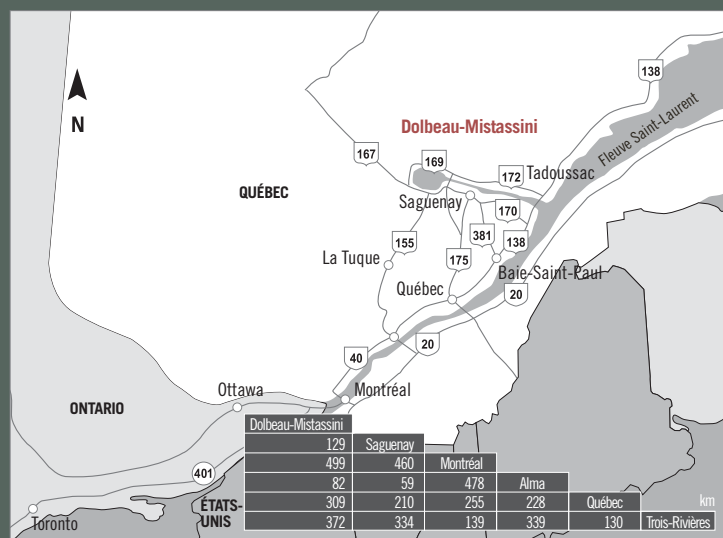 138
N
Dolbeau-Mistassini
Fleuve Saint-Laurent
167
169
172
Tadoussac
QUÉBEC
Saguenay
170
155
381
138
La Tuque
175
Baie-Saint-Paul
Québec
20
20
40
Ottawa
Montréal
ONTARIO
401
Toronto
ÉTATS-
UNIS
Dolbeau-Mistassini
129 Saguenay
499 460 Montréal
82 59 478 Alma
309 210 255 228 Québec km
372 334 139 339 130 Trois-Rivières